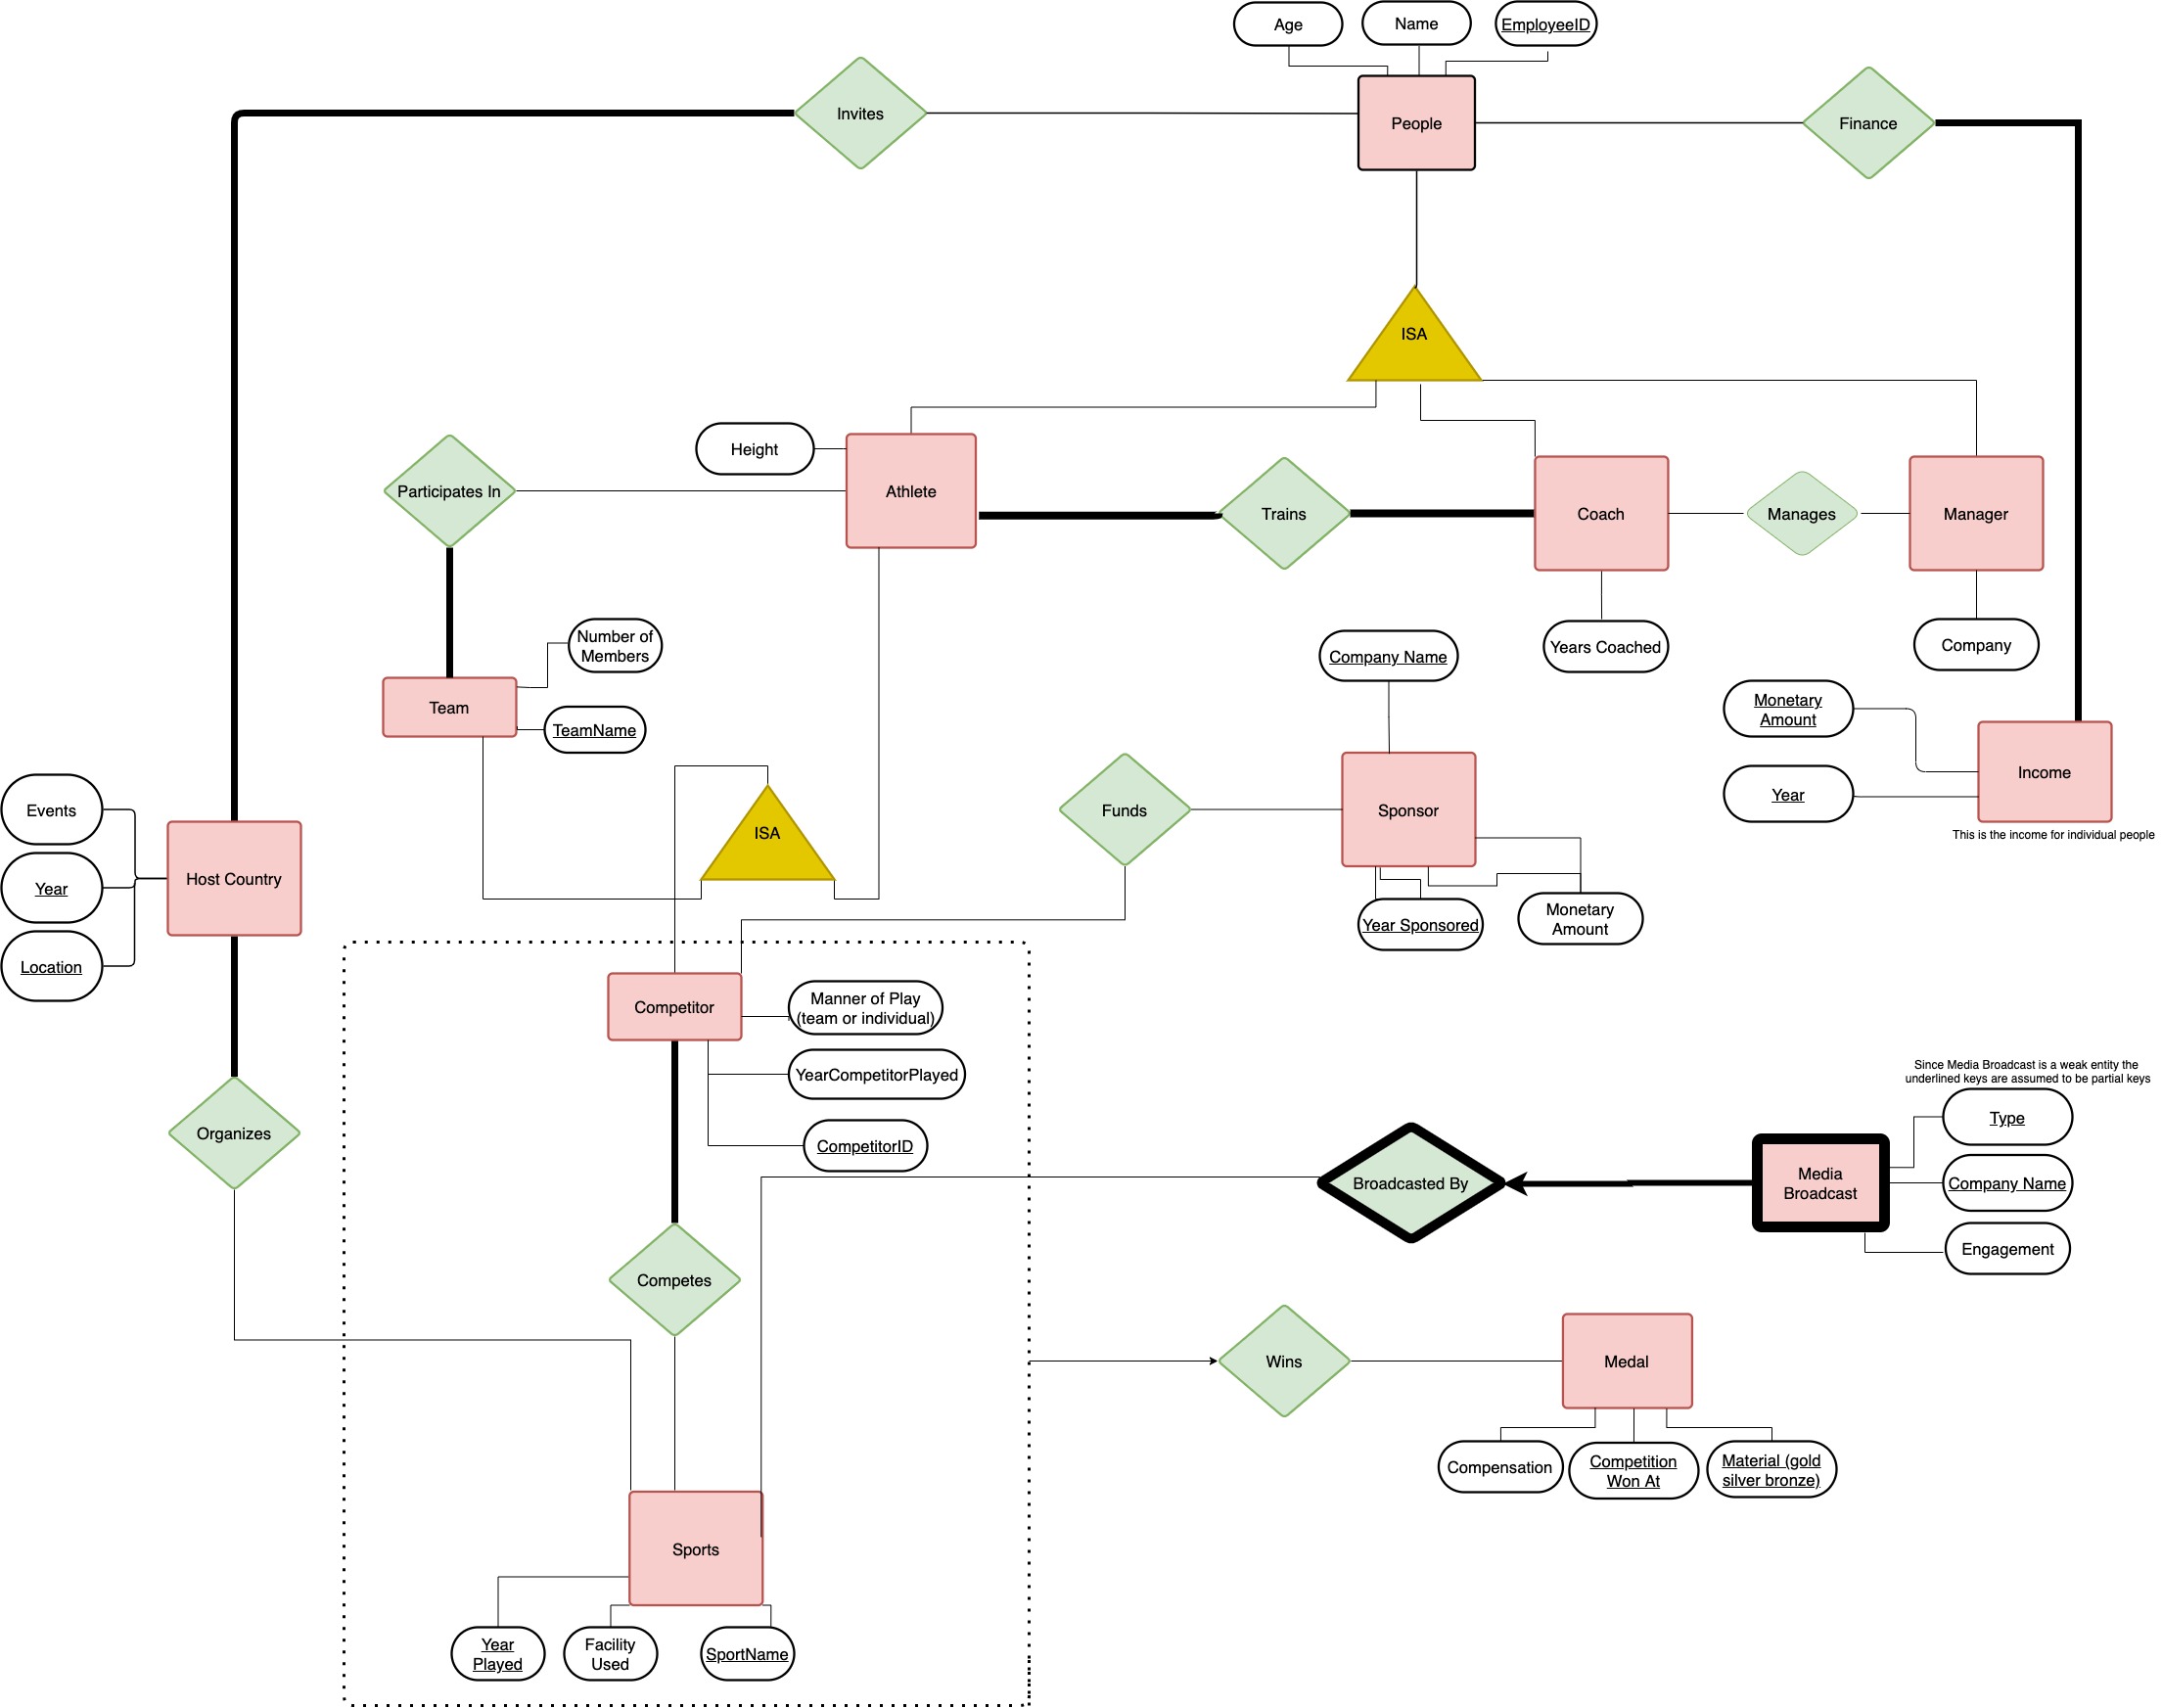 Age
Name
EmployeeID
Invites
People
Finance
ISA
Height
Participates In
Athlete
Trains
Coach
Manages
Manager
Number of
Members
Years Coached
Company
Company Name
Team
TeamName
Monetary
Amount
Income
Year
This is the income for individual people
Events
Year
Location
Host Country
ISA
Funds
Sponsor
Year Sponsored
Monetary
Amount
Competitor
Manner of Play
(team or individual)
YearCompetitorPlayed
CompetitorID
Since Media Broadcast is a weak entity the
underlined keys are assumed to be partial keys
Type
Organizes
Broadcasted By
Media
Broadcast
Company Name
Engagement
Competes
Wins
Medal
Compensation
Competition
Won At
Material (gold
silver bronze)
Sports
Year
Played
Facility
Used
SportName